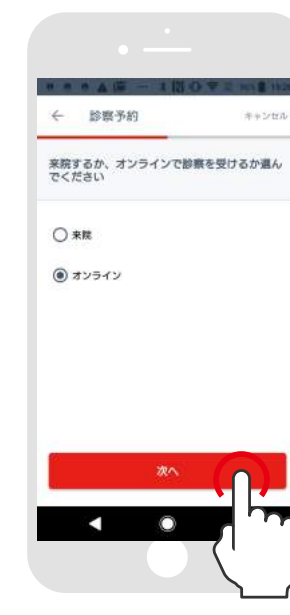 診察予約
キャンセル
来院するか、オンラインで診察を受けるか選ん
でください
来院
オンライン
次へ